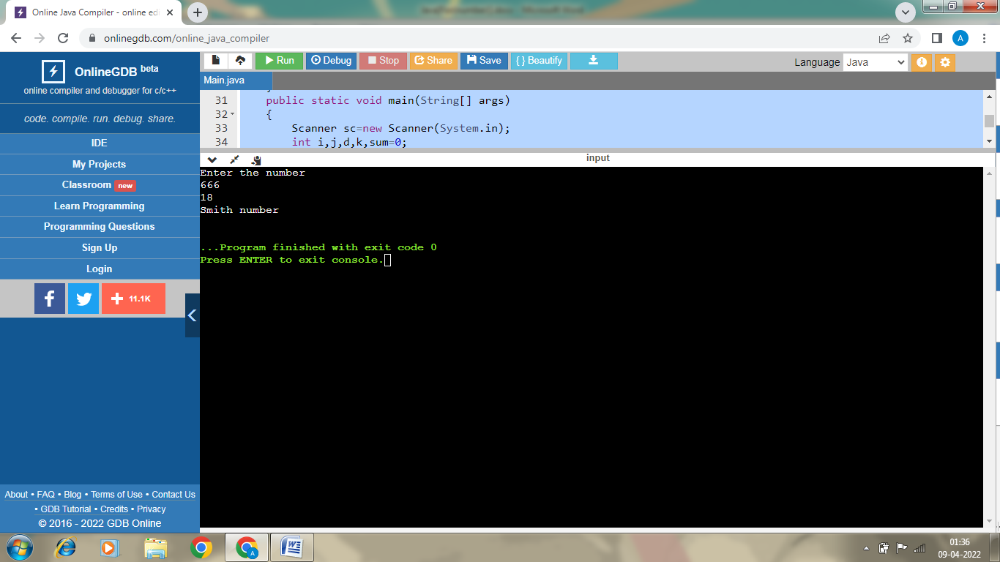 Online Java Compiler - online edi
onlinegdb.com/online_java_compiler
A
OnlineGDB beta
online compiler and debugger for c/c++
code. compile. run. debug. share.
IDE
My Projects
Classroom new
Learn Programming
Programming Questions
Sign Up
Login
11.1K
About • FAQ • Blog • Terms of Use • Contact Us
• GDB Tutorial • Credits • Privacy
© 2016 - 2022 GDB Online
Run Debug Stop Share Save { } Beautify
Language Java
Main.java
31 public static void main(String[] args)
32 {
33 Scanner sc=new Scanner(System.in);
34 int i,j,d,k,sum=0;
input
Enter the number
666
18
Smith number
...Program finished with exit code 0
Press ENTER to exit console.
A
01:36
09-04-2022